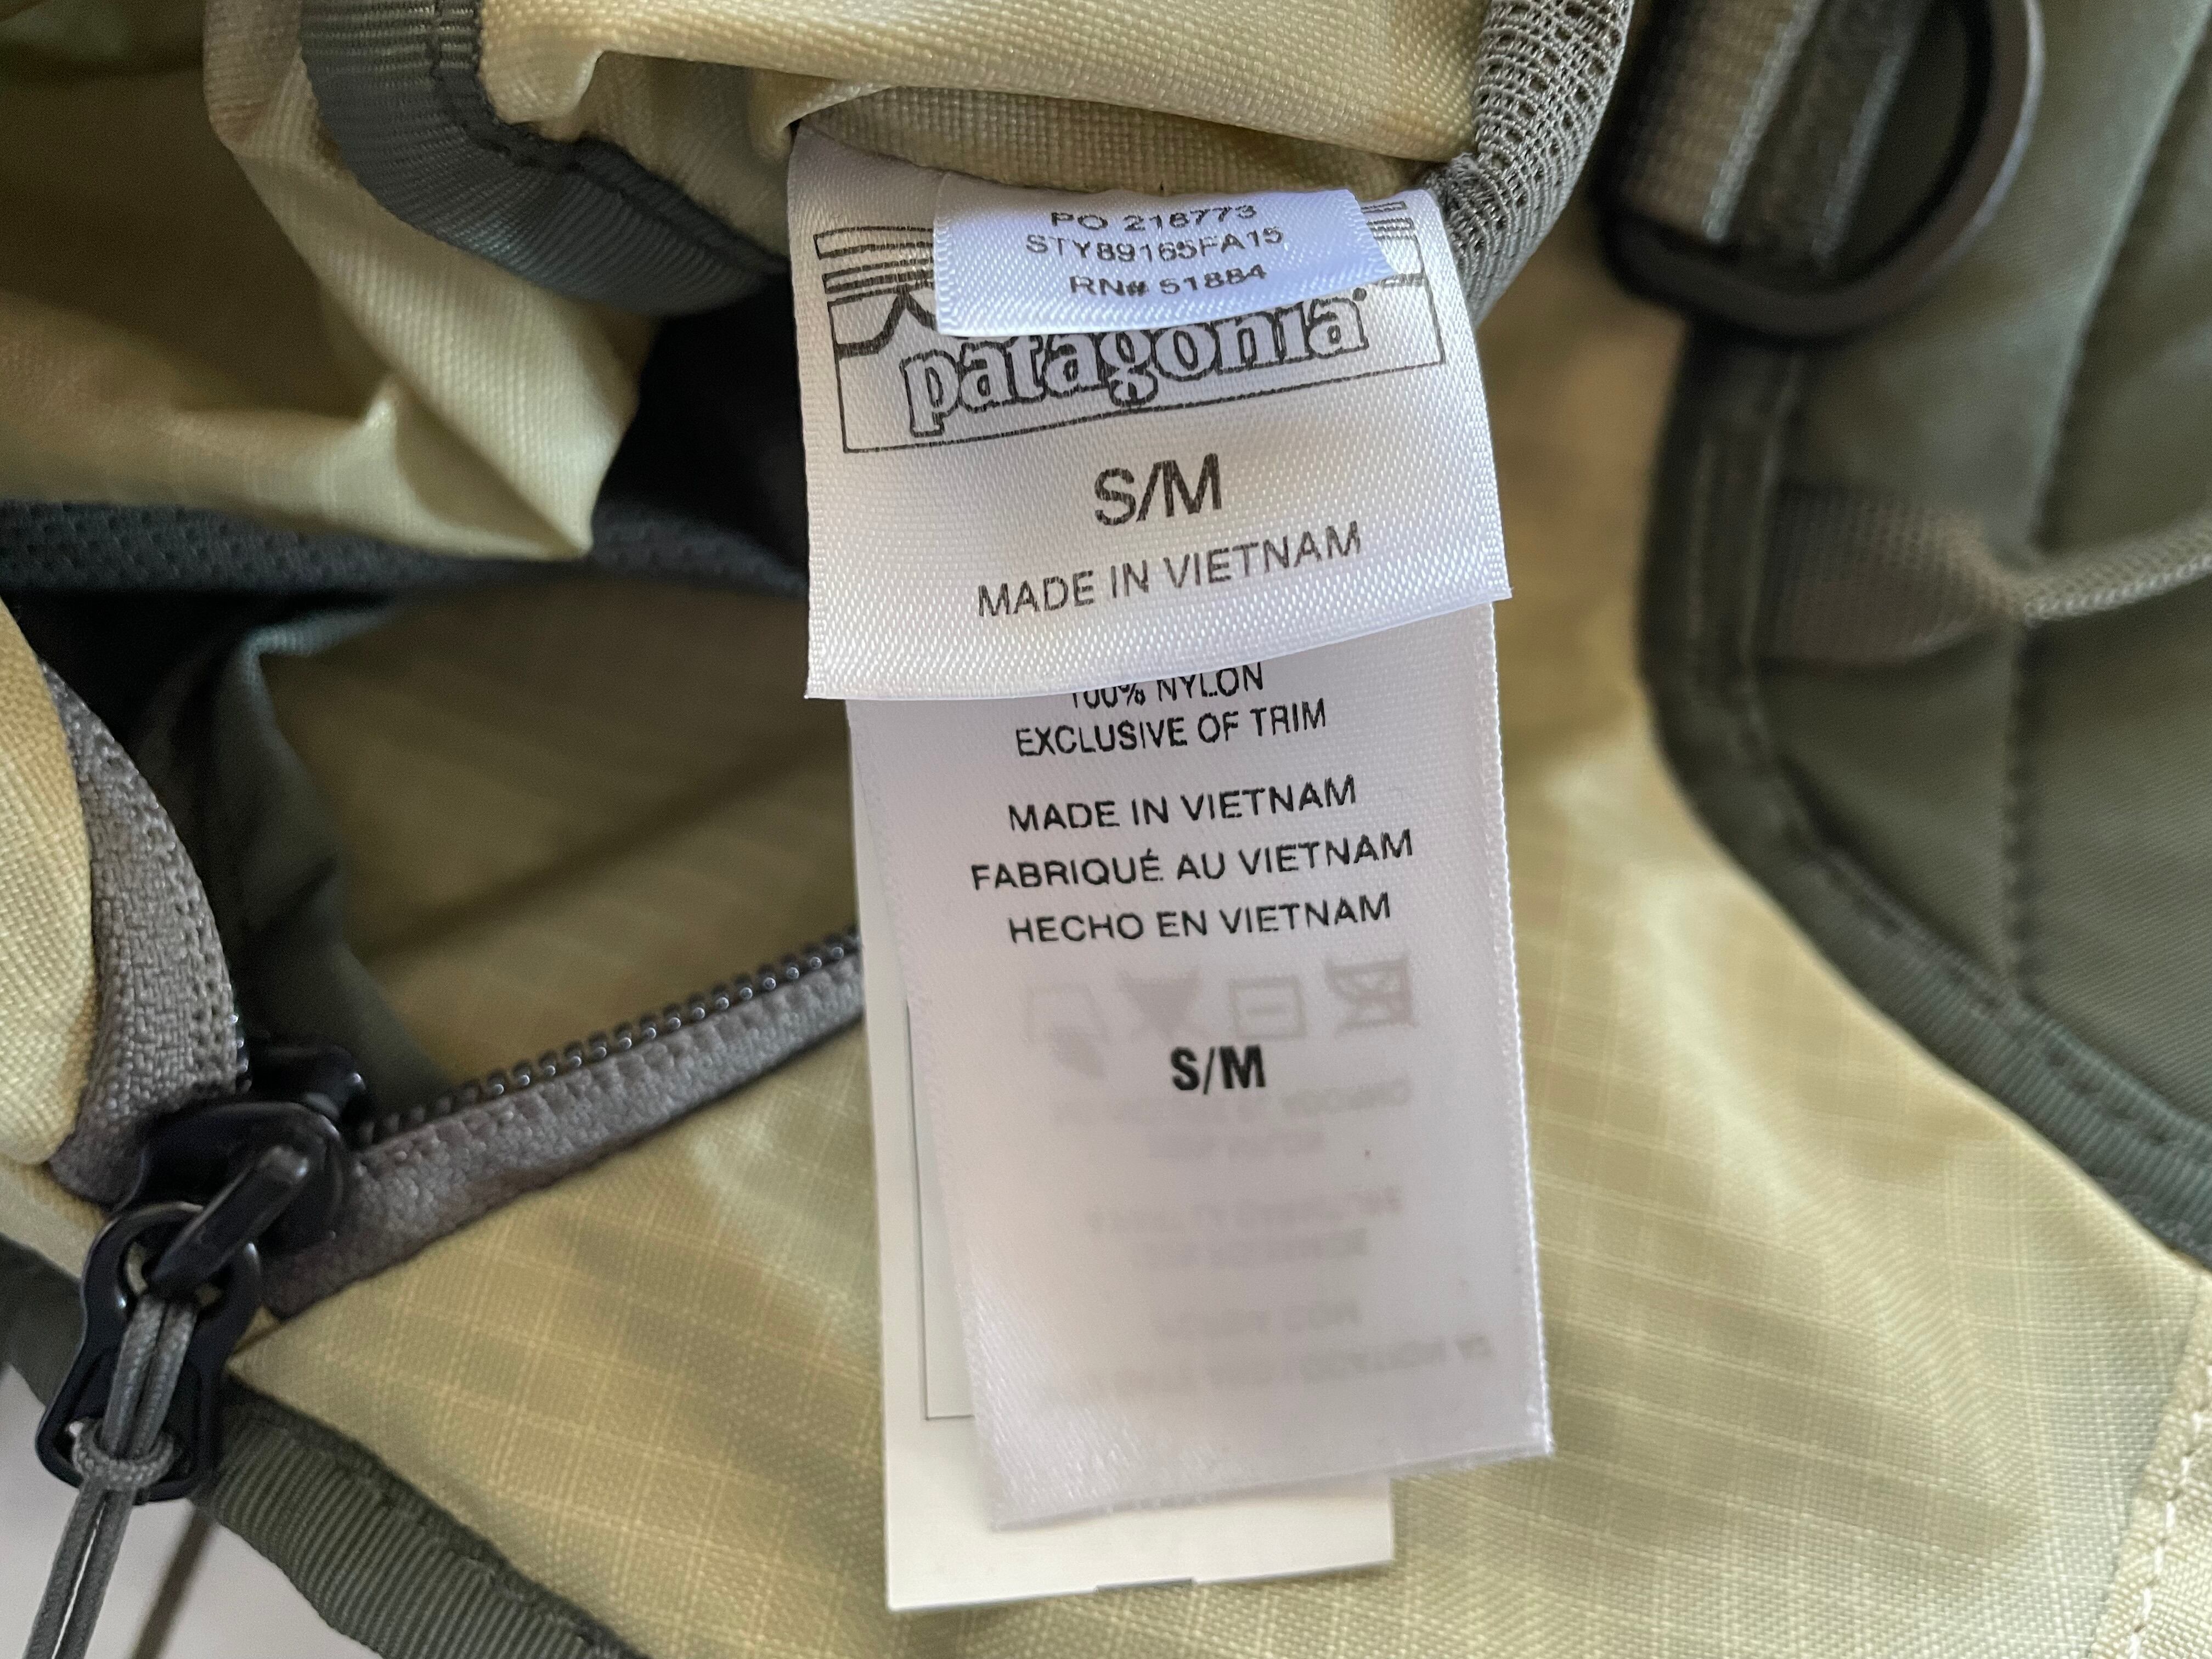 PO 216773
STY89165FA15
RN# 51884
patagonia
S/M
MADE IN VIETNAM
100% NYLON
EXCLUSIVE OF TRIM
MADE IN VIETNAM
FABRIQUÉ AU VIETNAM
HECHO EN VIETNAM
S/M